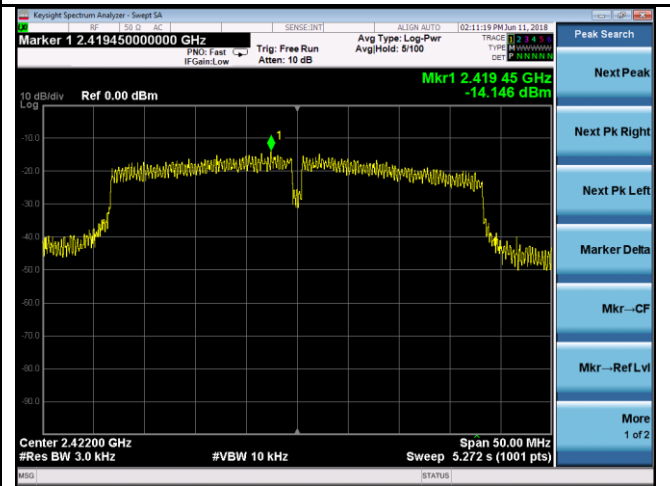 Keysight Spectrum Analyzer - Swept SA
RF 50 Ω AC SENSE:INT ALIGN AUTO 02:11:19 PM Jun 11, 2018
Marker 1 2.419450000000 GHz
PNO: Fast
IFGain:Low
Trig: Free Run
Atten: 10 dB
Avg Type: Log-Pwr
Avg|Hold: 5/100
TRACE 1 2 3 4 5 6
TYPE M WWWWW
DET P N N N N N
Peak Search
Next Peak
Mkr1 2.419 45 GHz
-14.146 dBm
10 dB/div Ref 0.00 dBm
Log
1
-10.0
Next Pk Right
-20.0
-30.0
Next Pk Left
-40.0
-50.0
Marker Delta
-60.0
Mkr→CF
-70.0
-80.0
Mkr→Ref Lvl
-90.0
More
1 of 2
Center 2.42200 GHz Span 50.00 MHz
#Res BW 3.0 kHz #VBW 10 kHz Sweep 5.272 s (1001 pts)
MSG STATUS